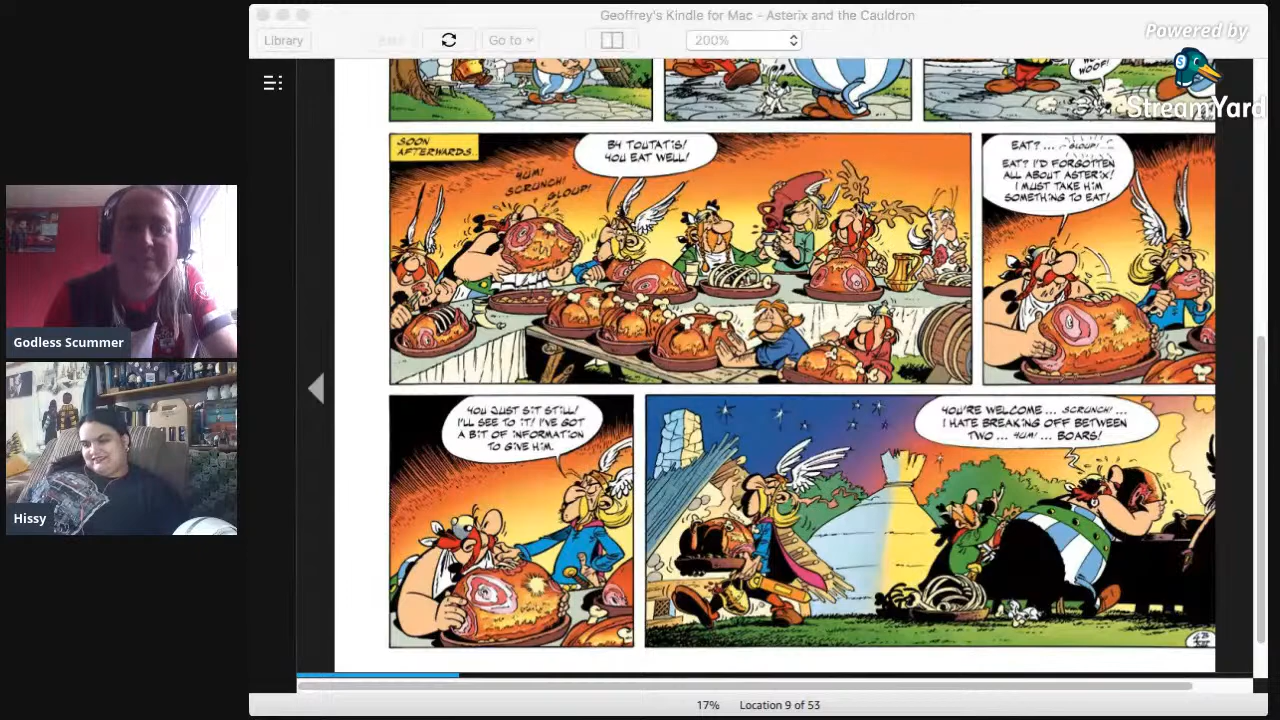 Geoffrey's Kindle for Mac - Asterix and the Cauldron
Powered by
StreamYard
Library
Go to
200%
WOOF!
SOON
AFTERWARDS...
BY TOUTATIS!
YOU EAT WELL!
YUM!
SCRUNCH!
GLOUP!
EAT? ... GLOUP! ...
EAT? I'D FORGOTTEN
ALL ABOUT ASTERIX!
I MUST TAKE HIM
SOMETHING TO EAT!
YOU JUST SIT STILL!
I'LL SEE TO IT! I'VE GOT
A BIT OF INFORMATION
TO GIVE HIM.
YOU'RE WELCOME ... SCRUNCH! ...
I HATE BREAKING OFF BETWEEN
TWO ... YUM! ... BOARS!
Godless Scummer
Hissy
17%
Location 9 of 53